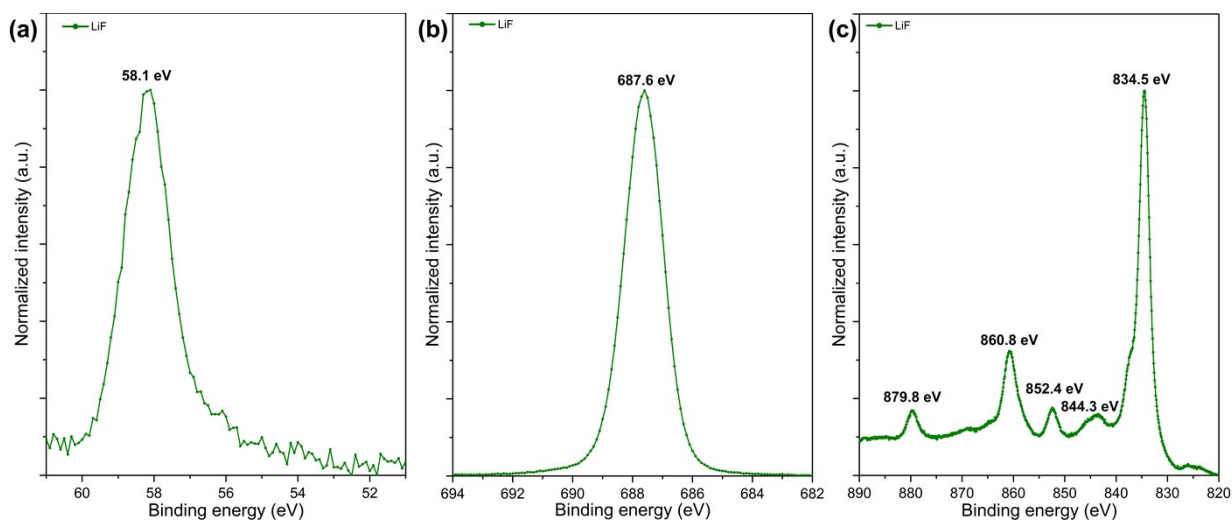 (a)
LiF
58.1 eV
Normalized intensity (a.u.)
60 58 56 54 52
Binding energy (eV)
(b)
LiF
687.6 eV
Normalized intensity (a.u.)
694 692 690 688 686 684 682
Binding energy (eV)
(c)
LiF
834.5 eV
860.8 eV
852.4 eV
844.3 eV
879.8 eV
Normalized intensity (a.u.)
890 880 870 860 850 840 830 820
Binding energy (eV)